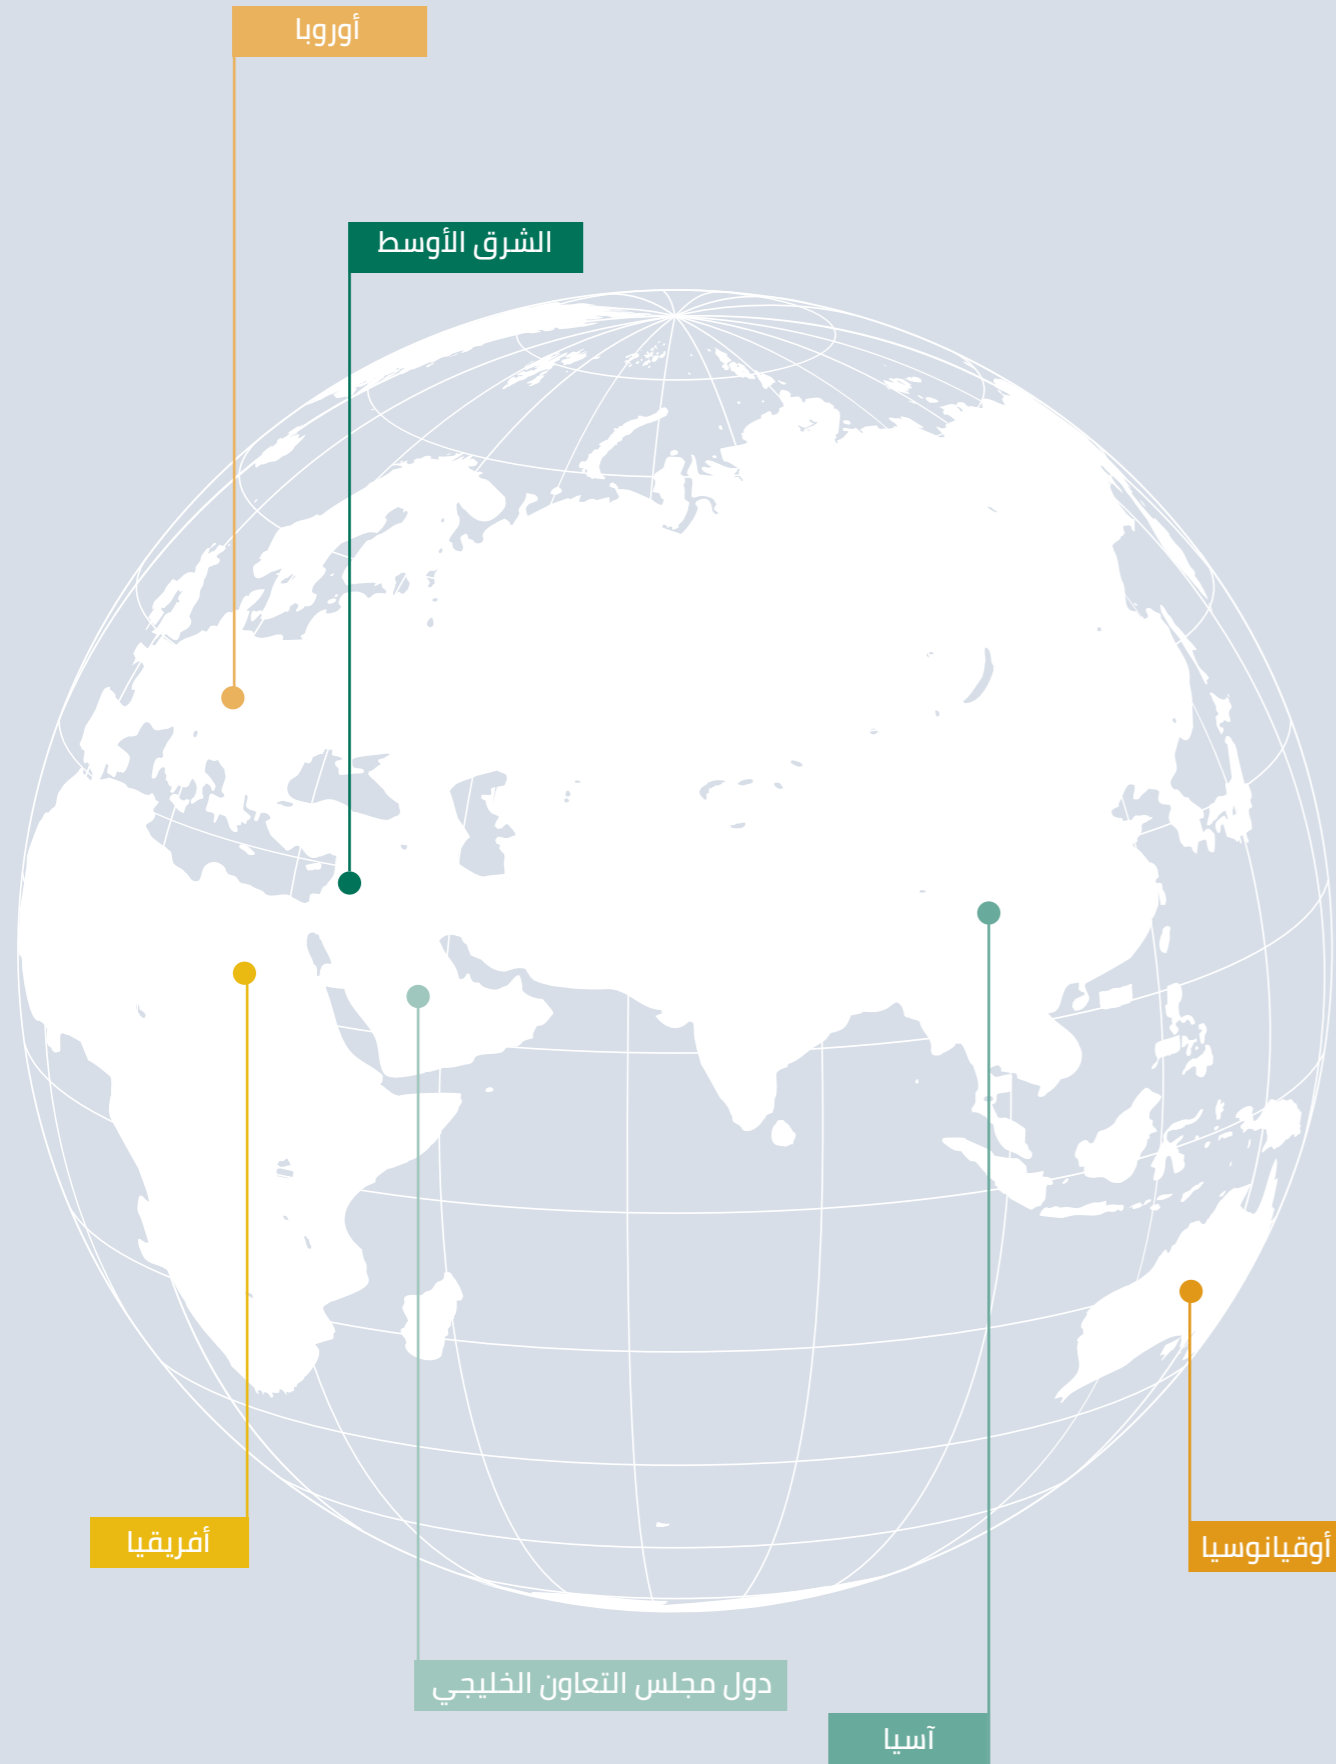 أوروبا
الشرق الأوسط
أفريقيا
أوقيانوسيا
دول مجلس التعاون الخليجي
آسيا